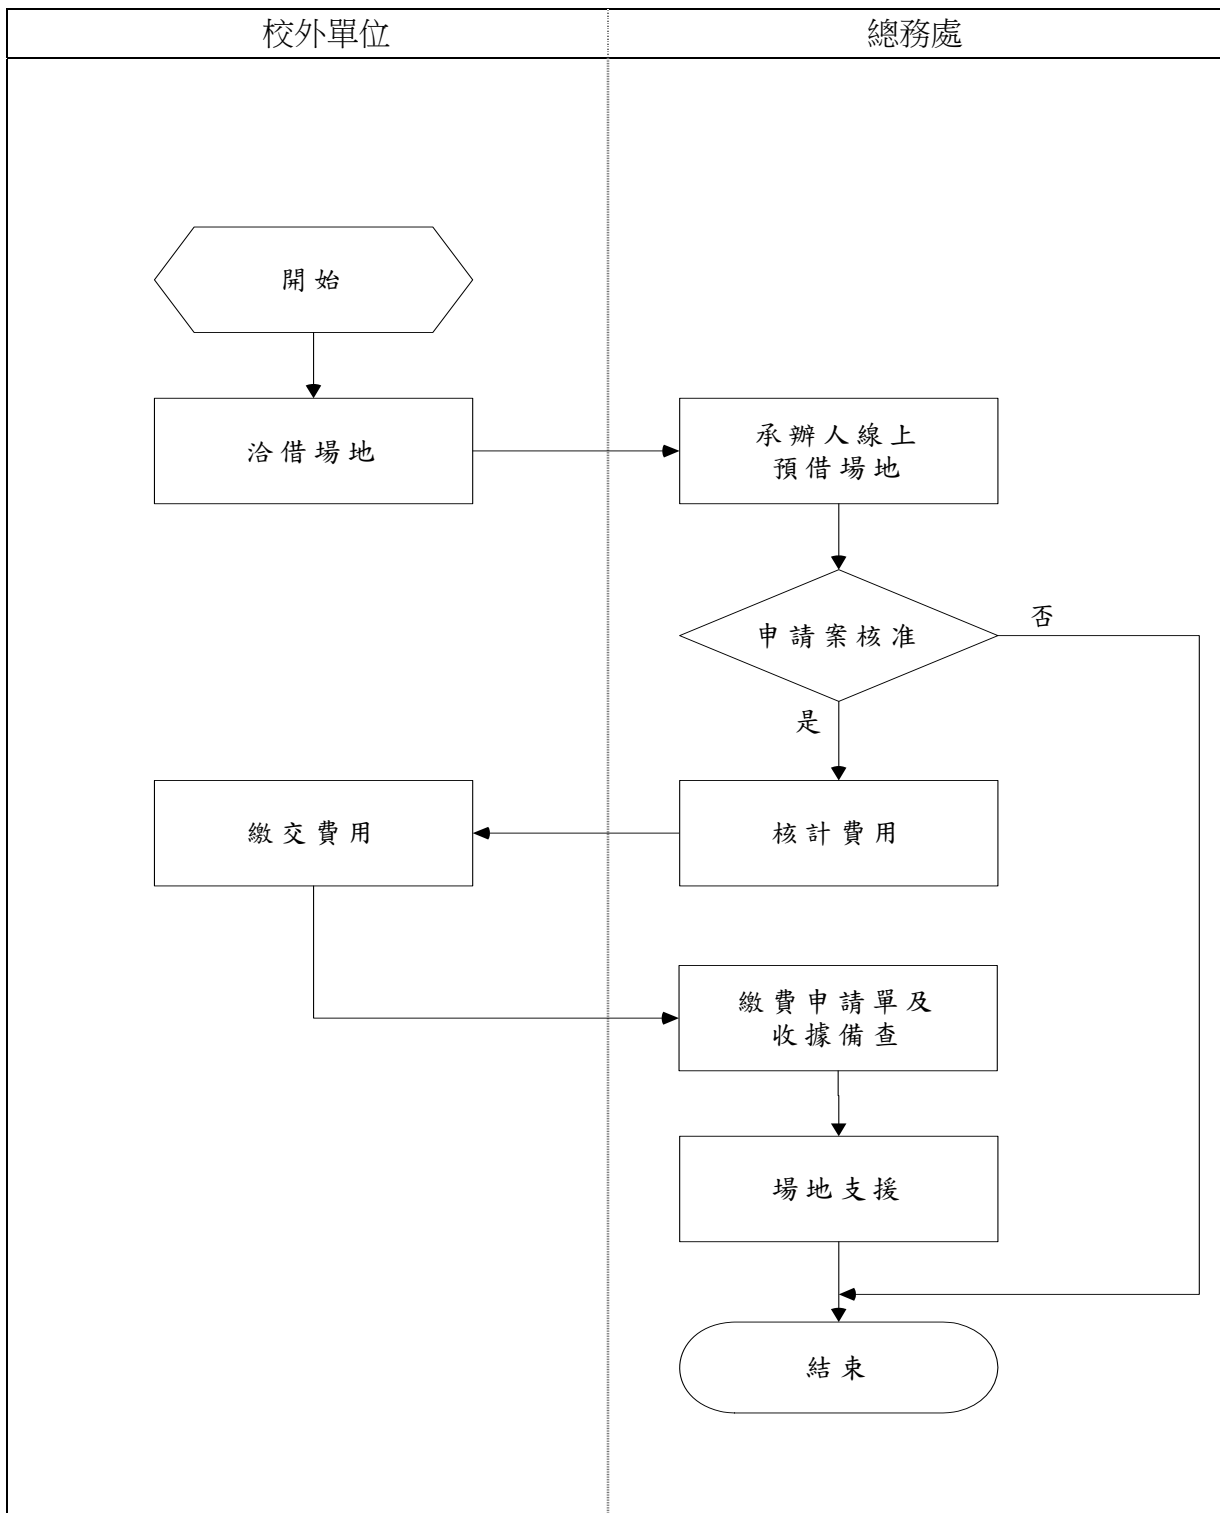 校外單位
總務處
開始
洽借場地
承辦人線上
預借場地
申請案核准
否
是
繳交費用
核計費用
繳費申請單及
收據備查
場地支援
結束